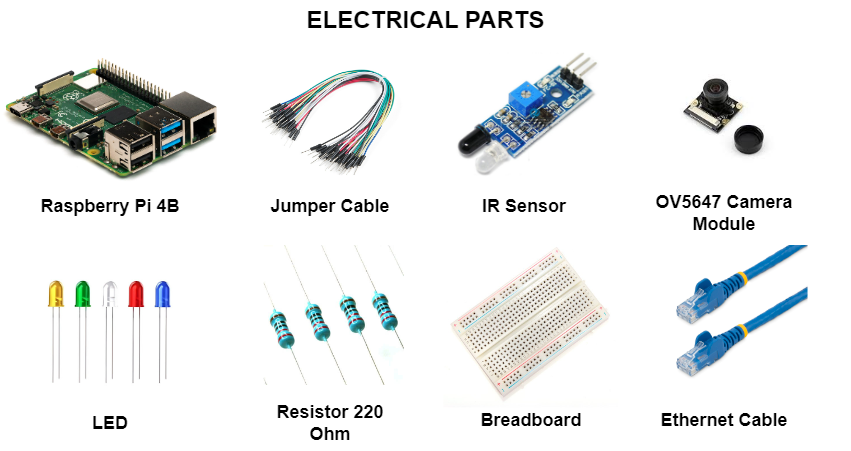 ELECTRICAL PARTS
Raspberry Pi 4B
Jumper Cable
IR Sensor
OV5647 Camera
Module
LED
Resistor 220
Ohm
Breadboard
Ethernet Cable